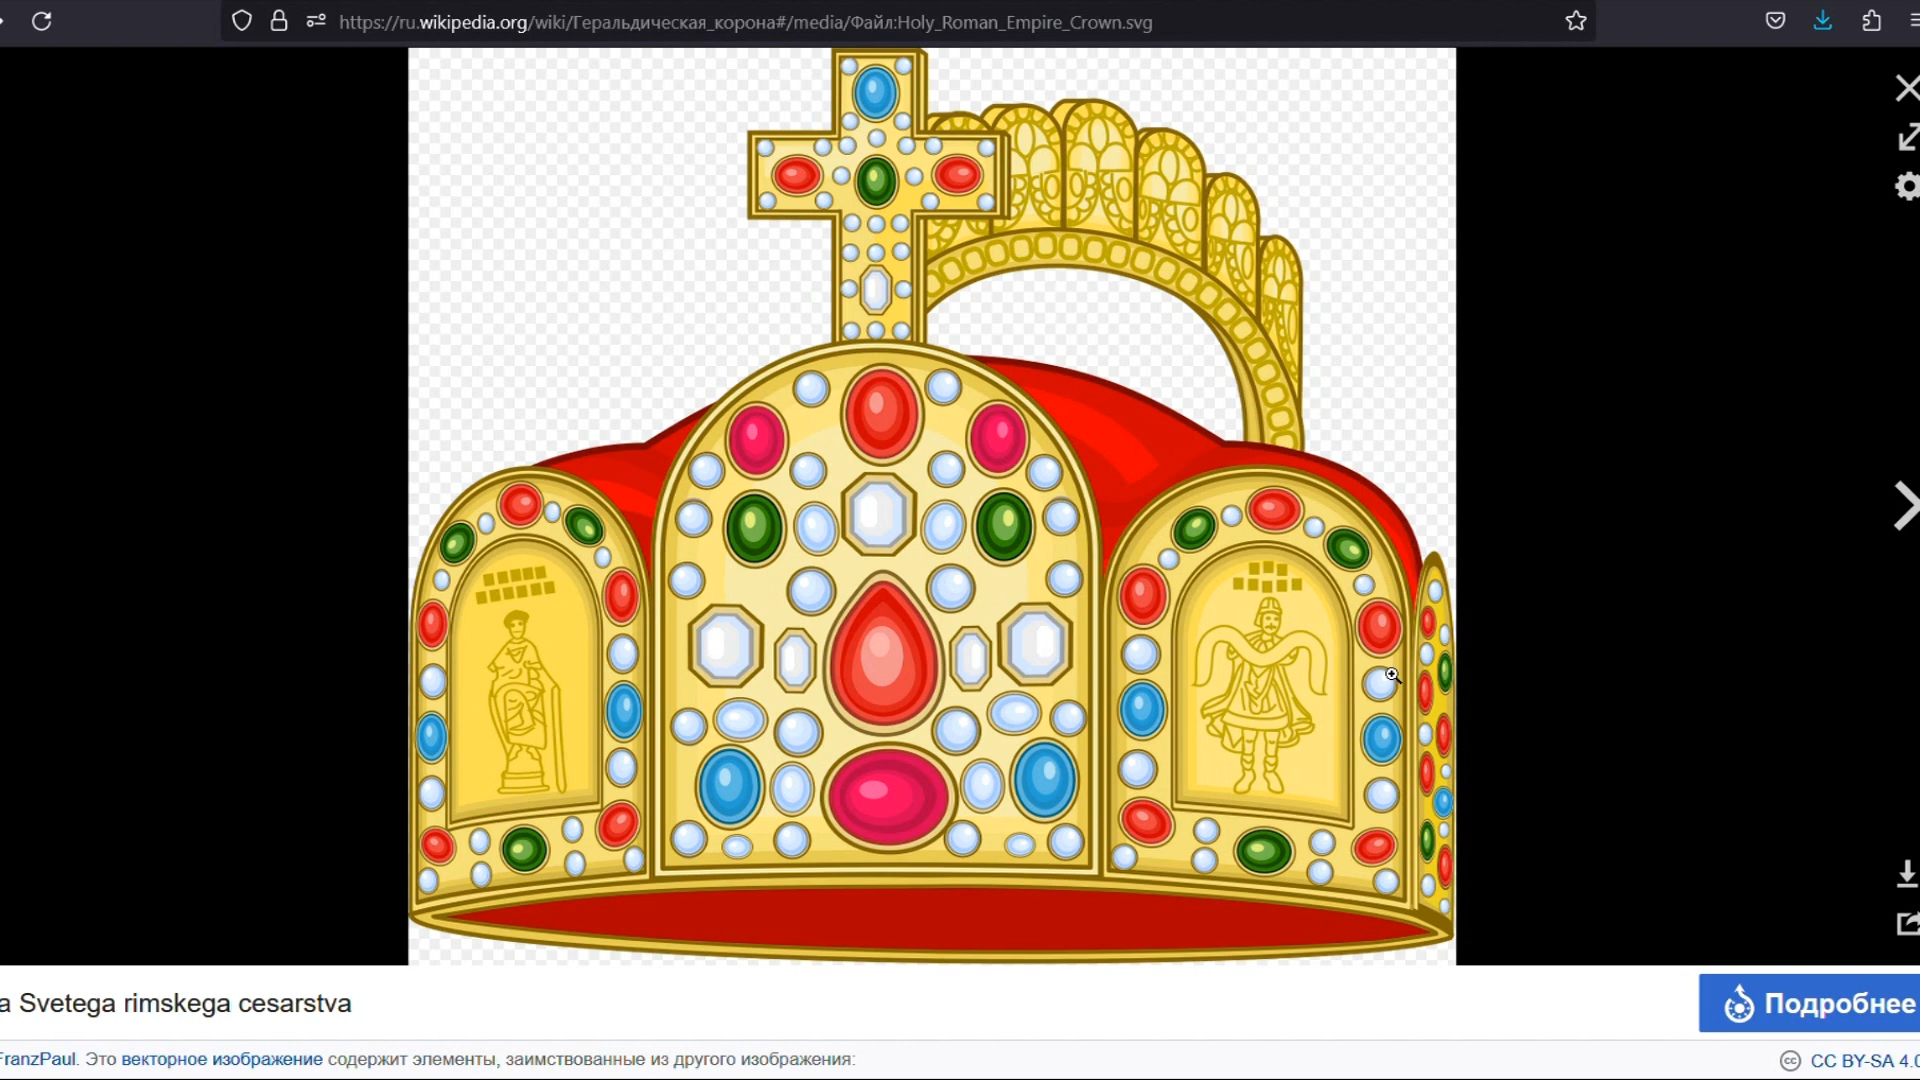 https://ru.wikipedia.org/wiki/Геральдическая_корона#/media/Файл:Holy_Roman_Empire_Crown.svg
a Svetega rimskega cesarstva
Подробнее
FranzPaul. Это векторное изображение содержит элементы, заимствованные из другого изображения:
CC BY-SA 4.0